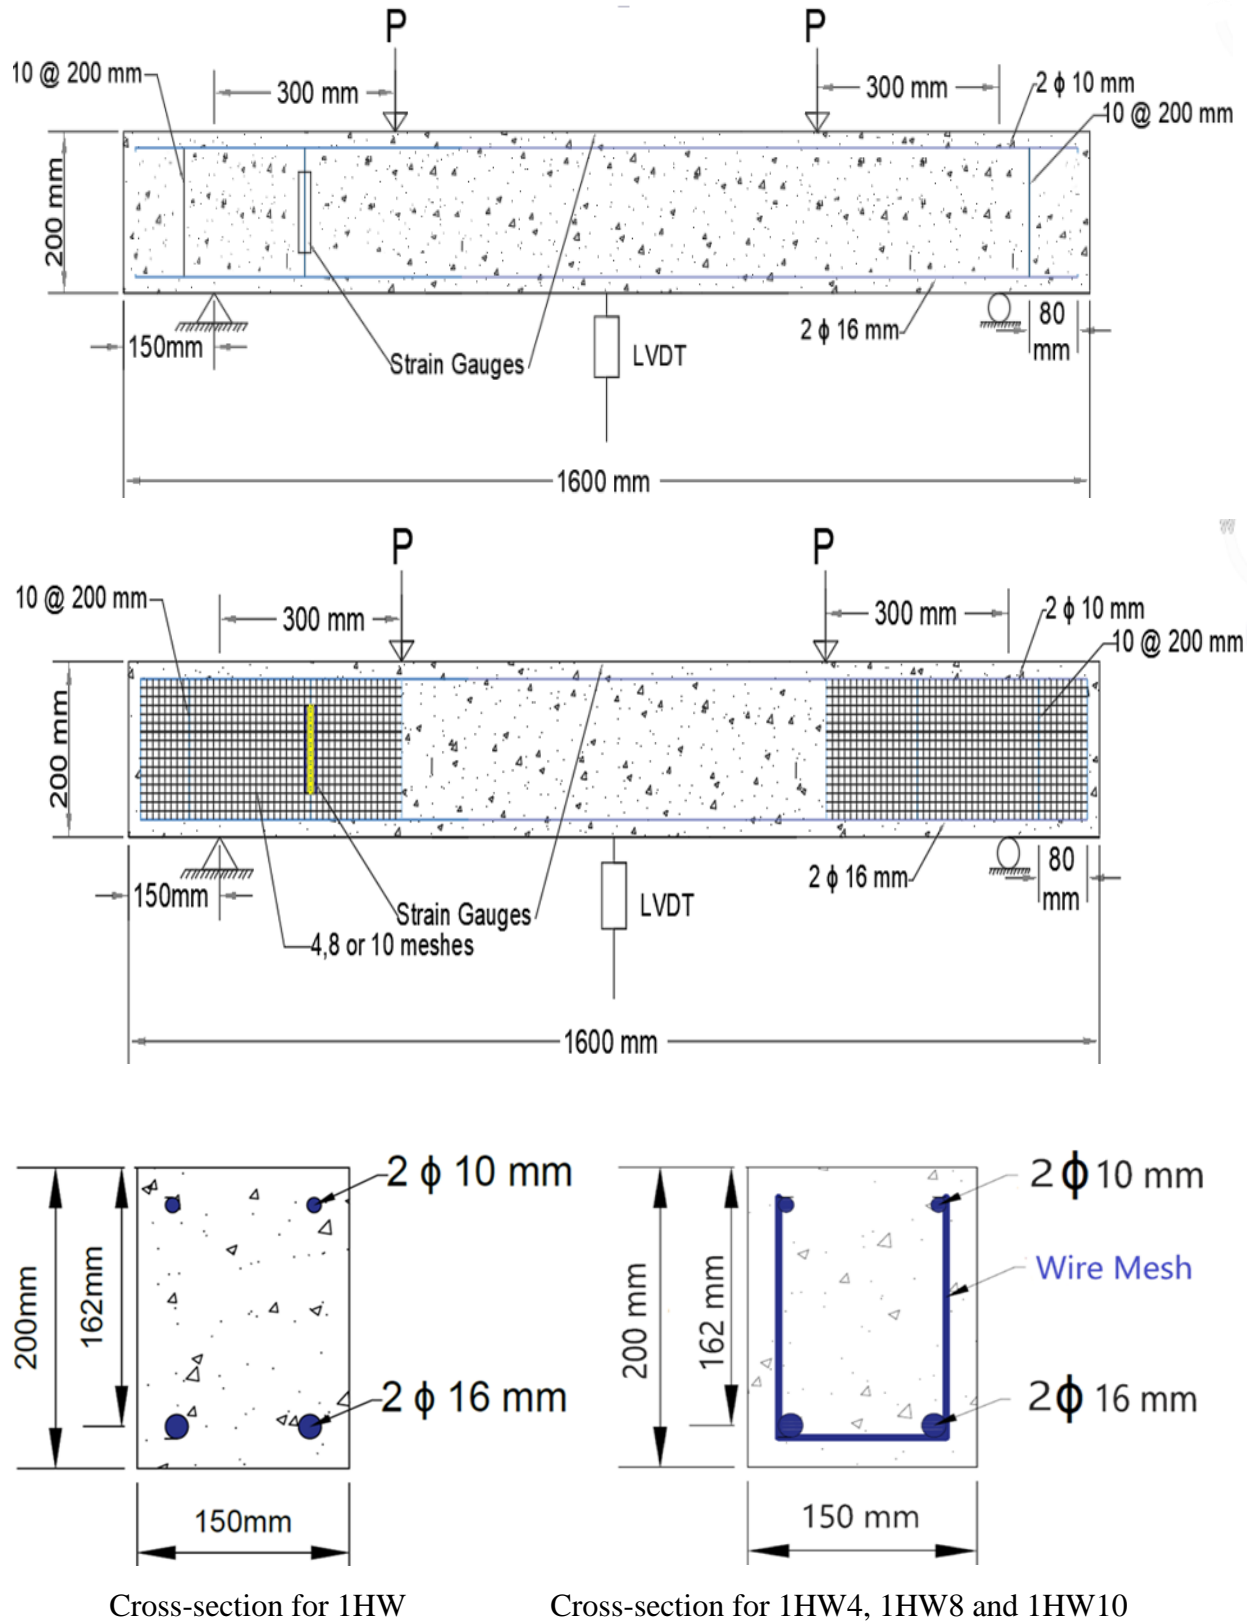 P P
10 @ 200 mm
300 mm 300 mm
2 ϕ 10 mm
10 @ 200 mm
200 mm
2 ϕ 16 mm
80
mm
150mm
Strain Gauges
LVDT
1600 mm
P P
10 @ 200 mm
300 mm 300 mm
2 ϕ 10 mm
10 @ 200 mm
200 mm
2 ϕ 16 mm
80
mm
150mm
Strain Gauges
LVDT
4,8 or 10 meshes
1600 mm
2 ϕ 10 mm
200mm
162mm
2 ϕ 16 mm
150mm
2ϕ 10 mm
Wire Mesh
200 mm
162 mm
2ϕ 16 mm
150 mm
Cross-section for 1HW
Cross-section for 1HW4, 1HW8 and 1HW10